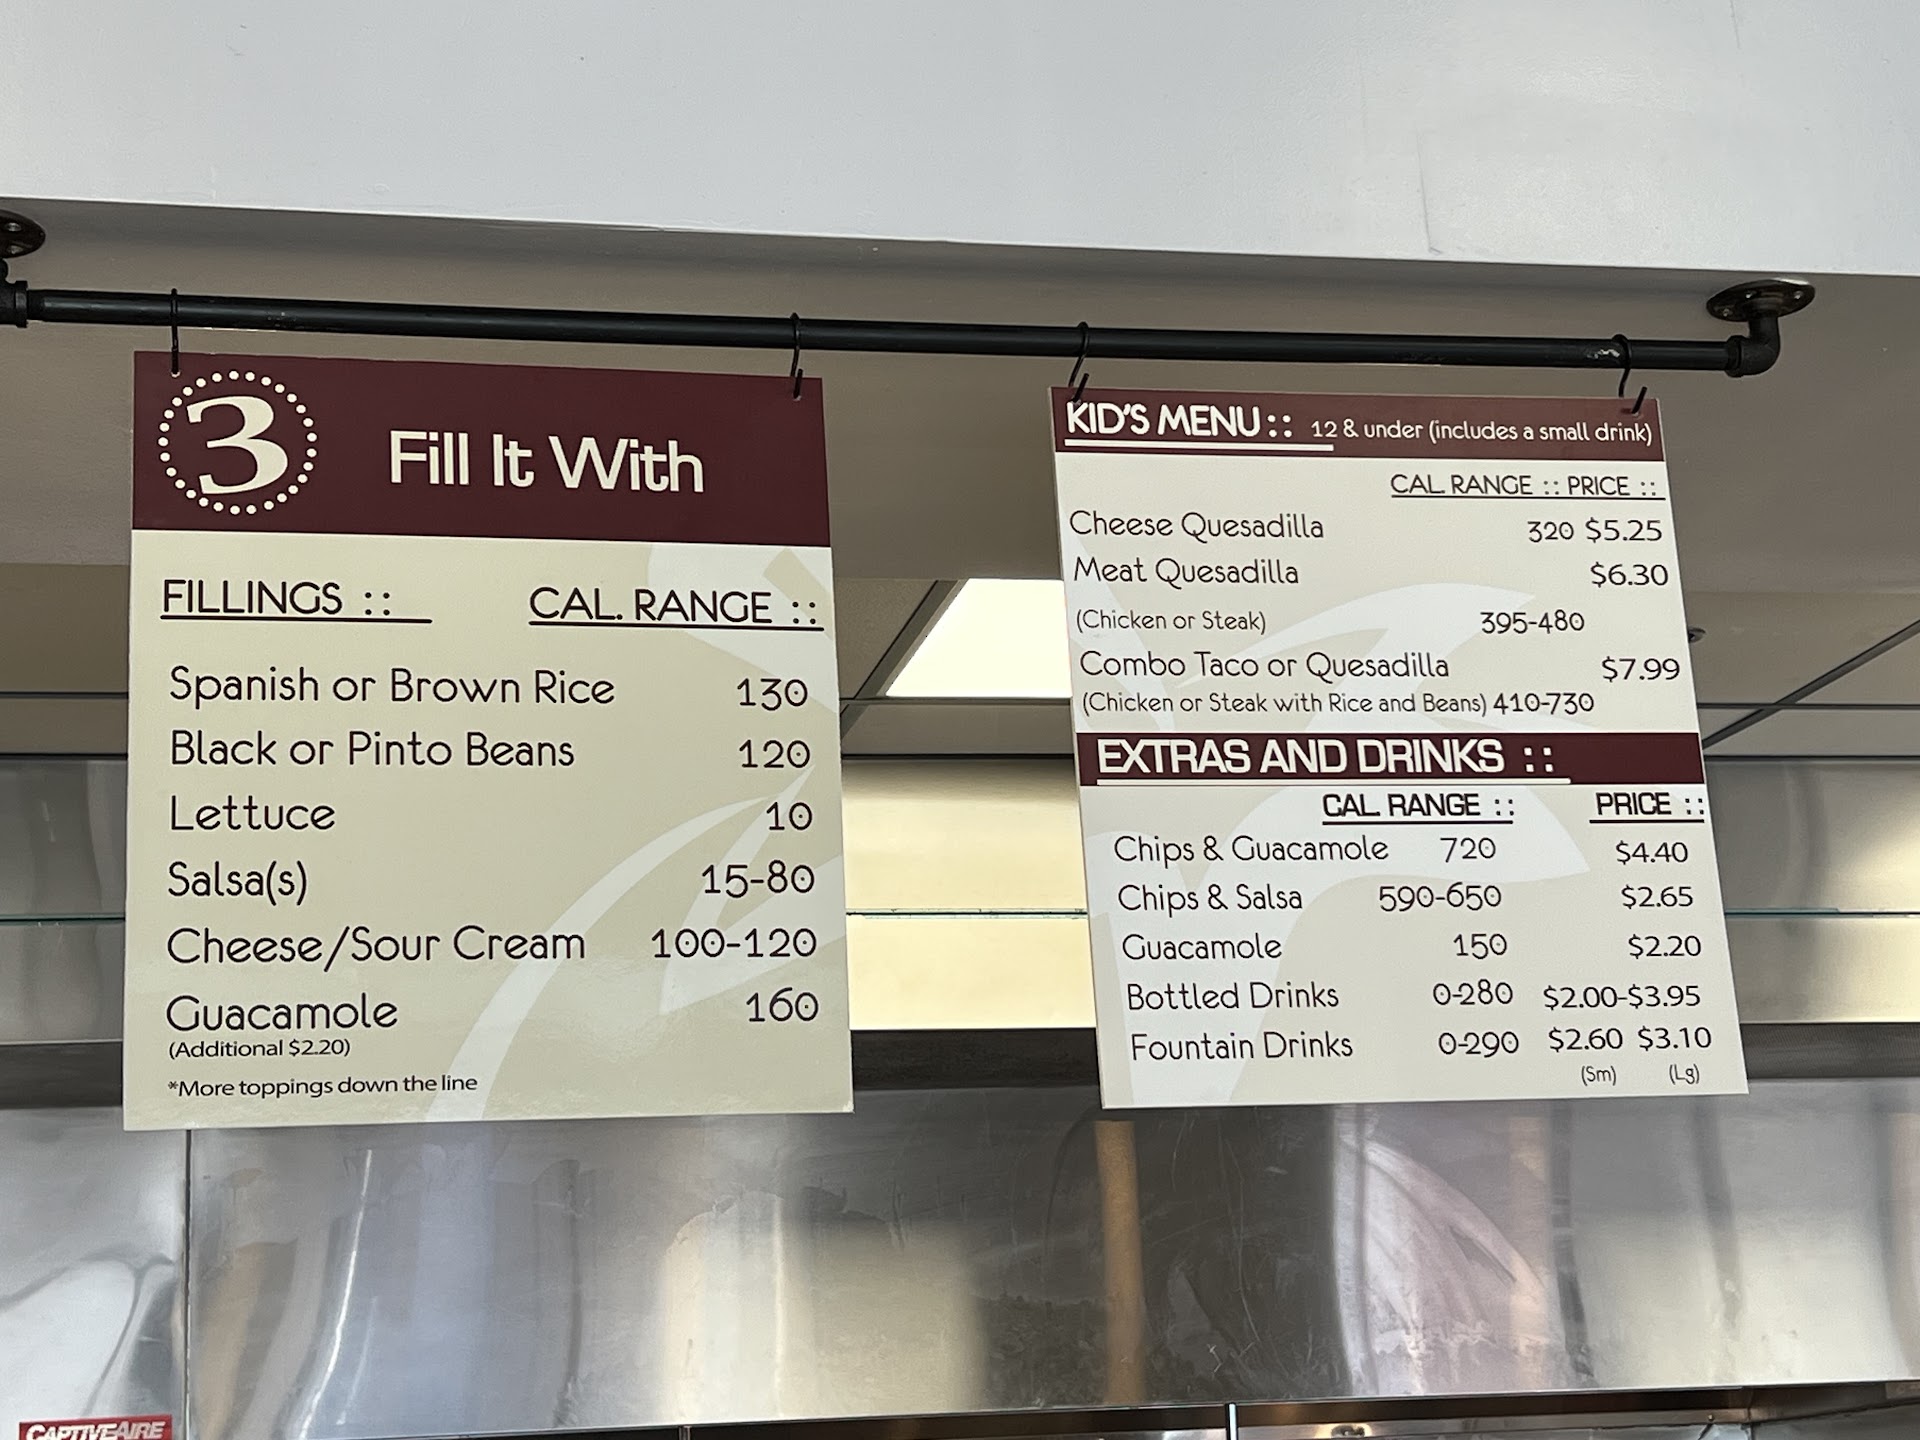 3 Fill It With
FILLINGS :: CAL. RANGE ::
Spanish or Brown Rice 130
Black or Pinto Beans 120
Lettuce 10
Salsa(s) 15-80
Cheese/Sour Cream 100-120
Guacamole 160
(Additional $2.20)
*More toppings down the line
KID'S MENU :: 12 & under (includes a small drink)
CAL. RANGE :: PRICE ::
Cheese Quesadilla 320 $5.25
Meat Quesadilla $6.30
(Chicken or Steak) 395-480
Combo Taco or Quesadilla $7.99
(Chicken or Steak with Rice and Beans) 410-730
EXTRAS AND DRINKS ::
CAL. RANGE :: PRICE ::
Chips & Guacamole 720 $4.40
Chips & Salsa 590-650 $2.65
Guacamole 150 $2.20
Bottled Drinks 0-280 $2.00-$3.95
Fountain Drinks 0-290 $2.60 $3.10
(Sm) (Lg)
CAPTIVEAIRE